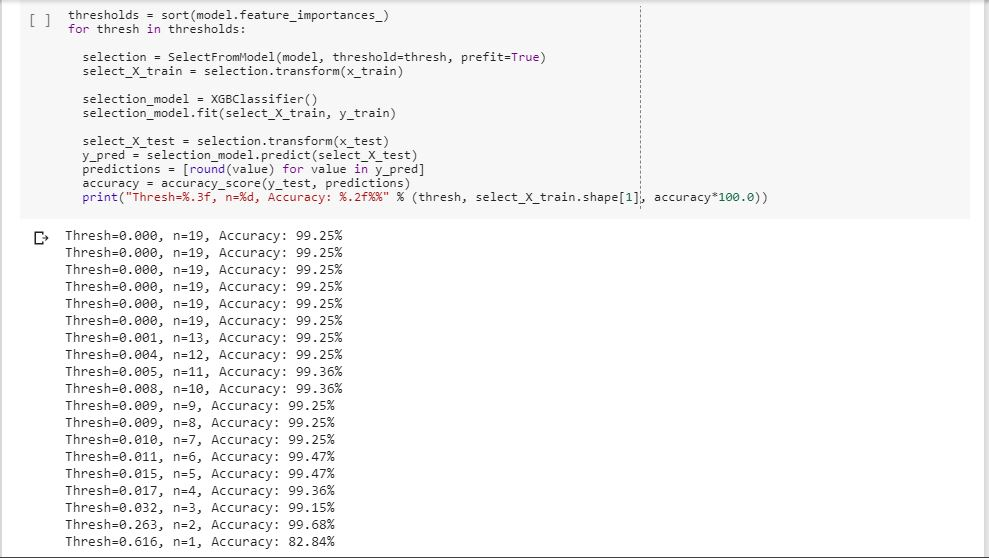 [ ] thresholds = sort(model.feature_importances_)
for thresh in thresholds:
selection = SelectFromModel(model, threshold=thresh, prefit=True)
select_X_train = selection.transform(x_train)
selection_model = XGBClassifier()
selection_model.fit(select_X_train, y_train)
select_X_test = selection.transform(x_test)
y_pred = selection_model.predict(select_X_test)
predictions = [round(value) for value in y_pred]
accuracy = accuracy_score(y_test, predictions)
print("Thresh=%.3f, n=%d, Accuracy: %.2f%%" % (thresh, select_X_train.shape[1], accuracy*100.0))
Thresh=0.000, n=19, Accuracy: 99.25%
Thresh=0.000, n=19, Accuracy: 99.25%
Thresh=0.000, n=19, Accuracy: 99.25%
Thresh=0.000, n=19, Accuracy: 99.25%
Thresh=0.000, n=19, Accuracy: 99.25%
Thresh=0.000, n=19, Accuracy: 99.25%
Thresh=0.001, n=13, Accuracy: 99.25%
Thresh=0.004, n=12, Accuracy: 99.25%
Thresh=0.005, n=11, Accuracy: 99.36%
Thresh=0.008, n=10, Accuracy: 99.36%
Thresh=0.009, n=9, Accuracy: 99.25%
Thresh=0.009, n=8, Accuracy: 99.25%
Thresh=0.010, n=7, Accuracy: 99.25%
Thresh=0.011, n=6, Accuracy: 99.47%
Thresh=0.015, n=5, Accuracy: 99.47%
Thresh=0.017, n=4, Accuracy: 99.36%
Thresh=0.032, n=3, Accuracy: 99.15%
Thresh=0.263, n=2, Accuracy: 99.68%
Thresh=0.616, n=1, Accuracy: 82.84%